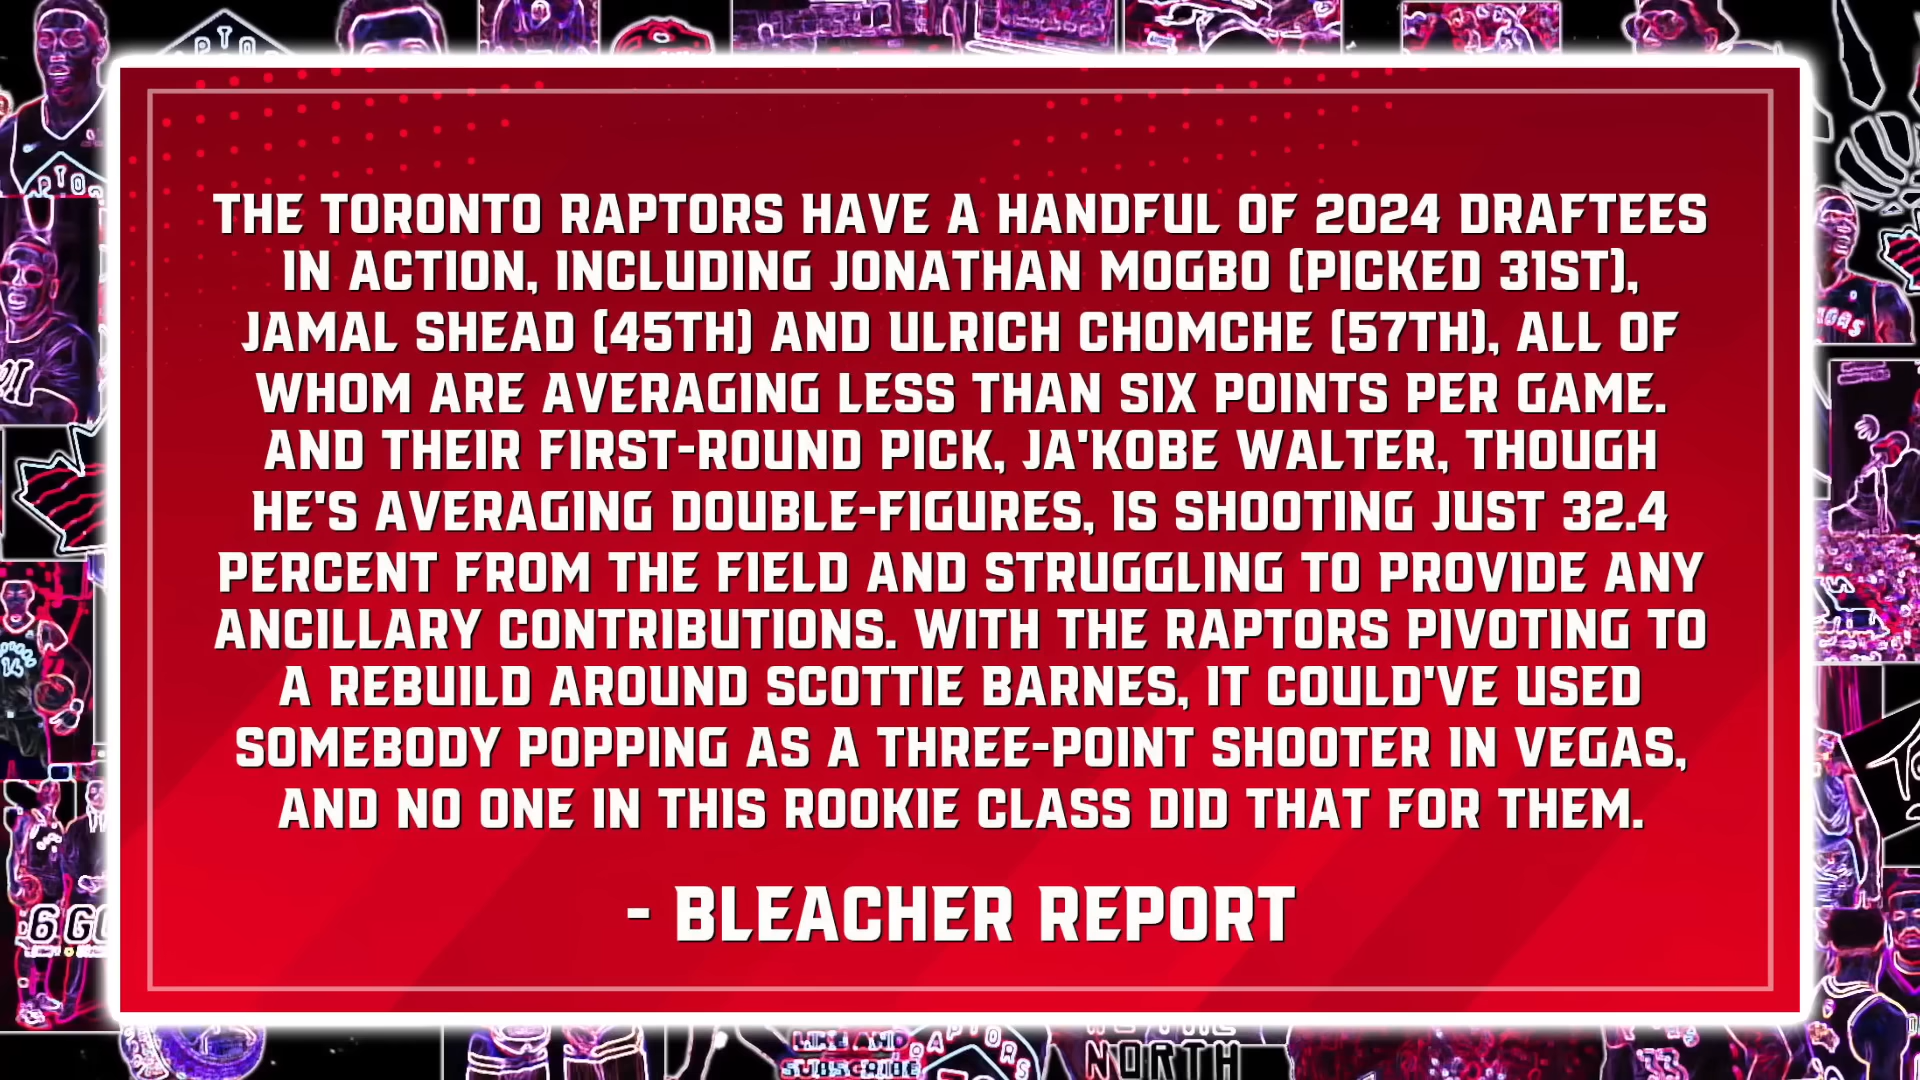 THE TORONTO RAPTORS HAVE A HANDFUL OF 2024 DRAFTEES
IN ACTION, INCLUDING JONATHAN MOGBO (PICKED 31ST),
JAMAL SHEAD (45TH) AND ULRICH CHOMCHE (57TH), ALL OF
WHOM ARE AVERAGING LESS THAN SIX POINTS PER GAME.
AND THEIR FIRST-ROUND PICK, JA'KOBE WALTER, THOUGH
HE'S AVERAGING DOUBLE-FIGURES, IS SHOOTING JUST 32.4
PERCENT FROM THE FIELD AND STRUGGLING TO PROVIDE ANY
ANCILLARY CONTRIBUTIONS. WITH THE RAPTORS PIVOTING TO
A REBUILD AROUND SCOTTIE BARNES, IT COULD'VE USED
SOMEBODY POPPING AS A THREE-POINT SHOOTER IN VEGAS,
AND NO ONE IN THIS ROOKIE CLASS DID THAT FOR THEM.
- BLEACHER REPORT
LIKE AND
SUBSCRIBE
NORTH